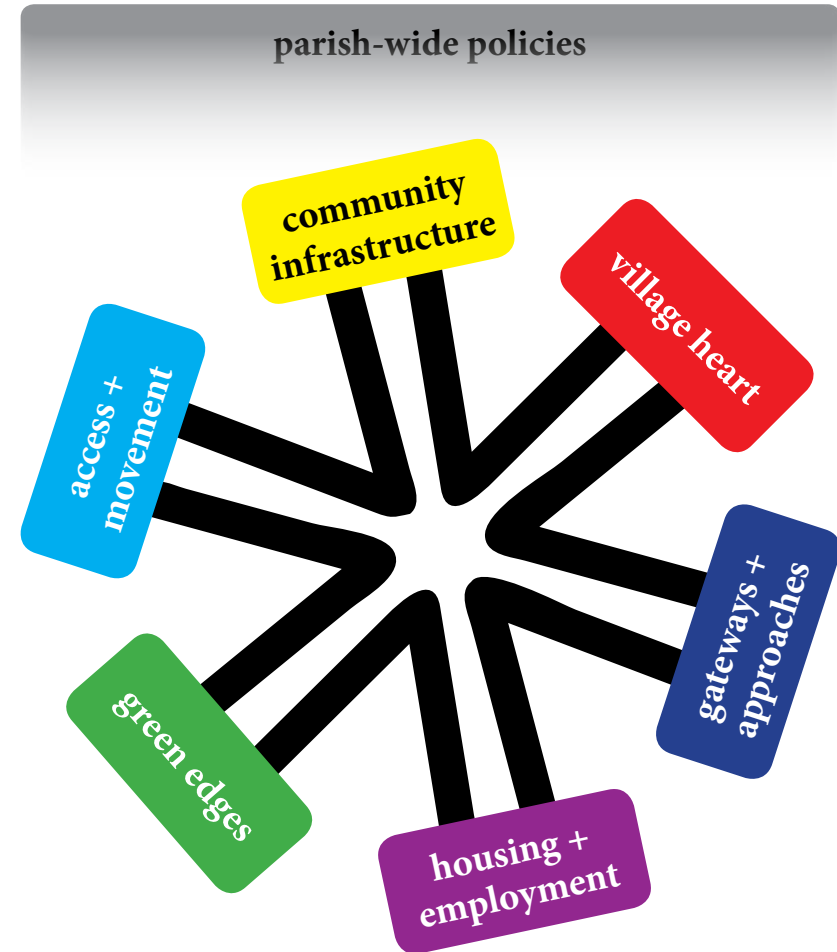 parish-wide policies
community
infrastructure
village heart
access +
movement
gateways +
approaches
green edges
housing +
employment